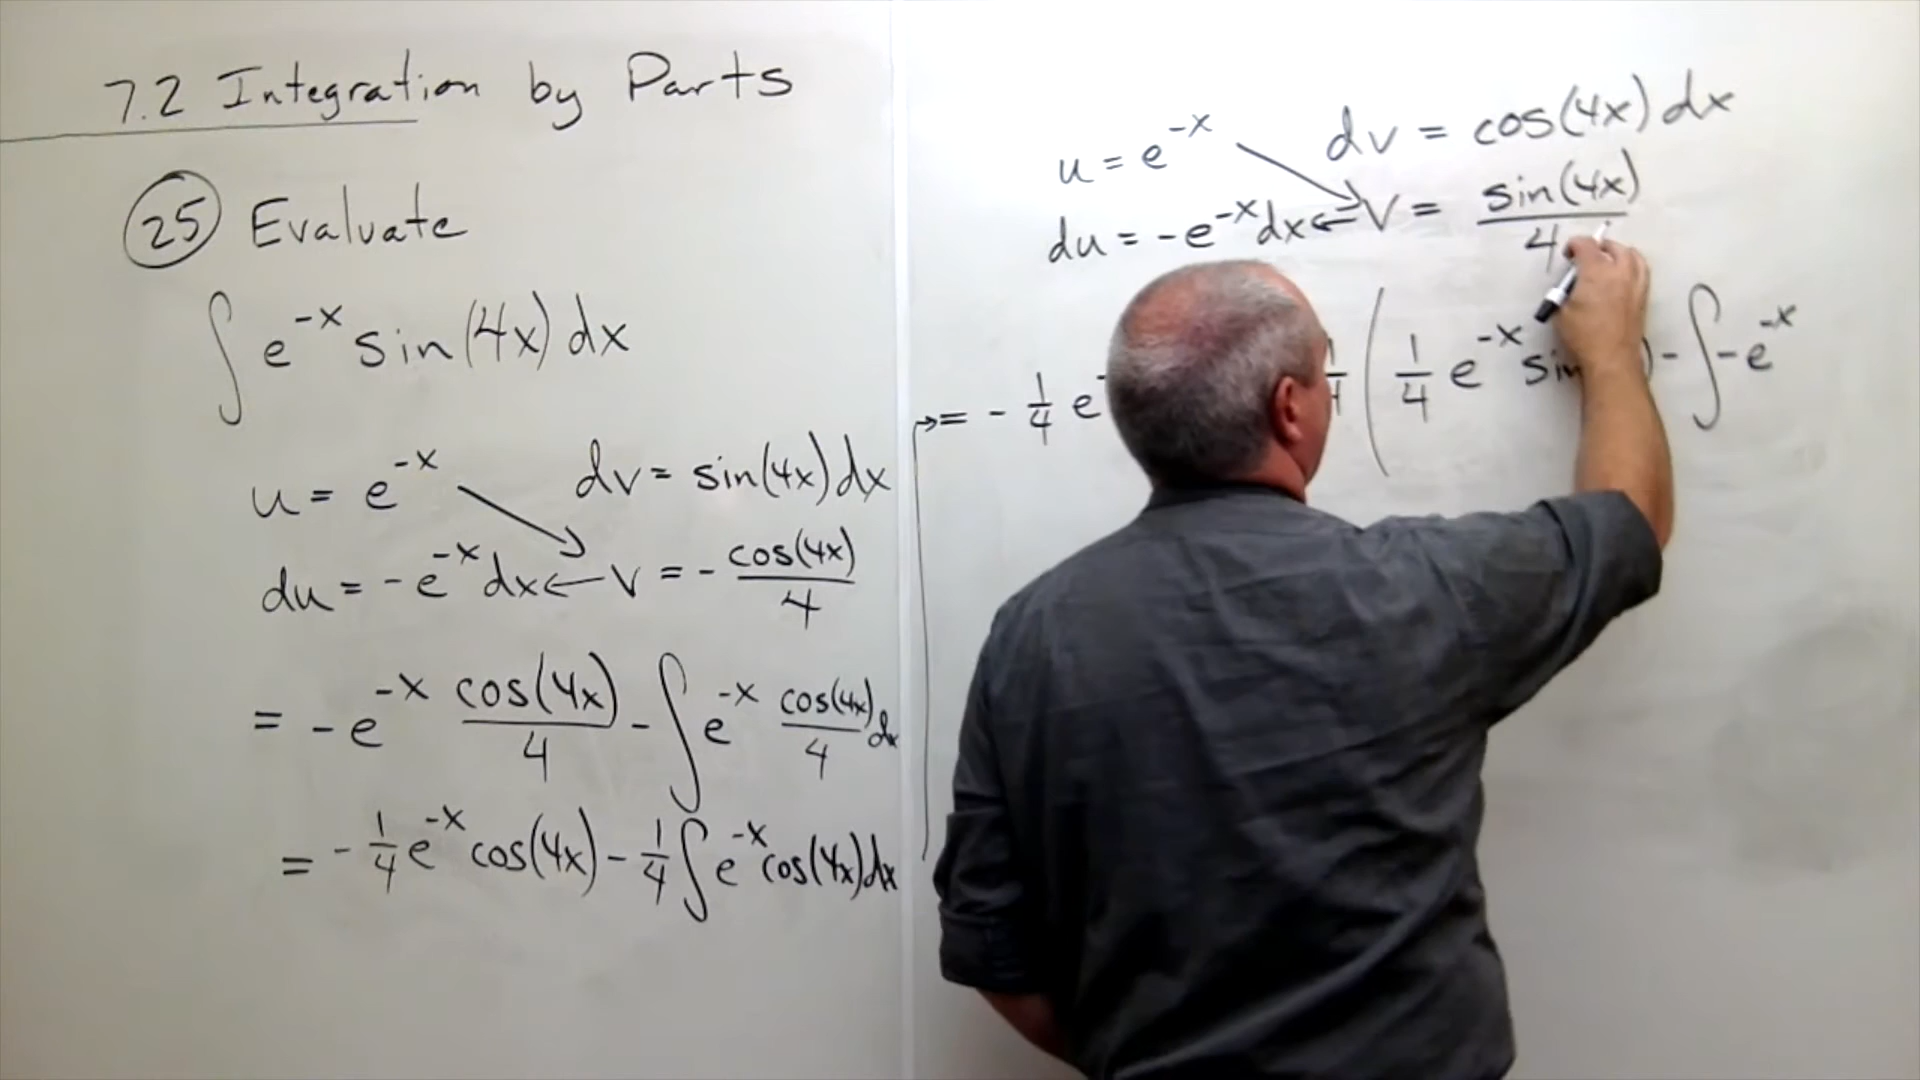 7.2 Integration by Parts
25 Evaluate
∫ e^-x sin(4x) dx
u = e^-x dv = sin(4x) dx
du = -e^-x dx ← v = - cos(4x)/4
= -e^-x cos(4x)/4 - ∫ e^-x cos(4x)/4 dx
= -1/4 e^-x cos(4x) - 1/4 ∫ e^-x cos(4x) dx
u = e^-x dv = cos(4x) dx
du = -e^-x dx ← v = sin(4x)/4
→ = - 1/4 e ( 1/4 e^-x - ∫ -e^-x